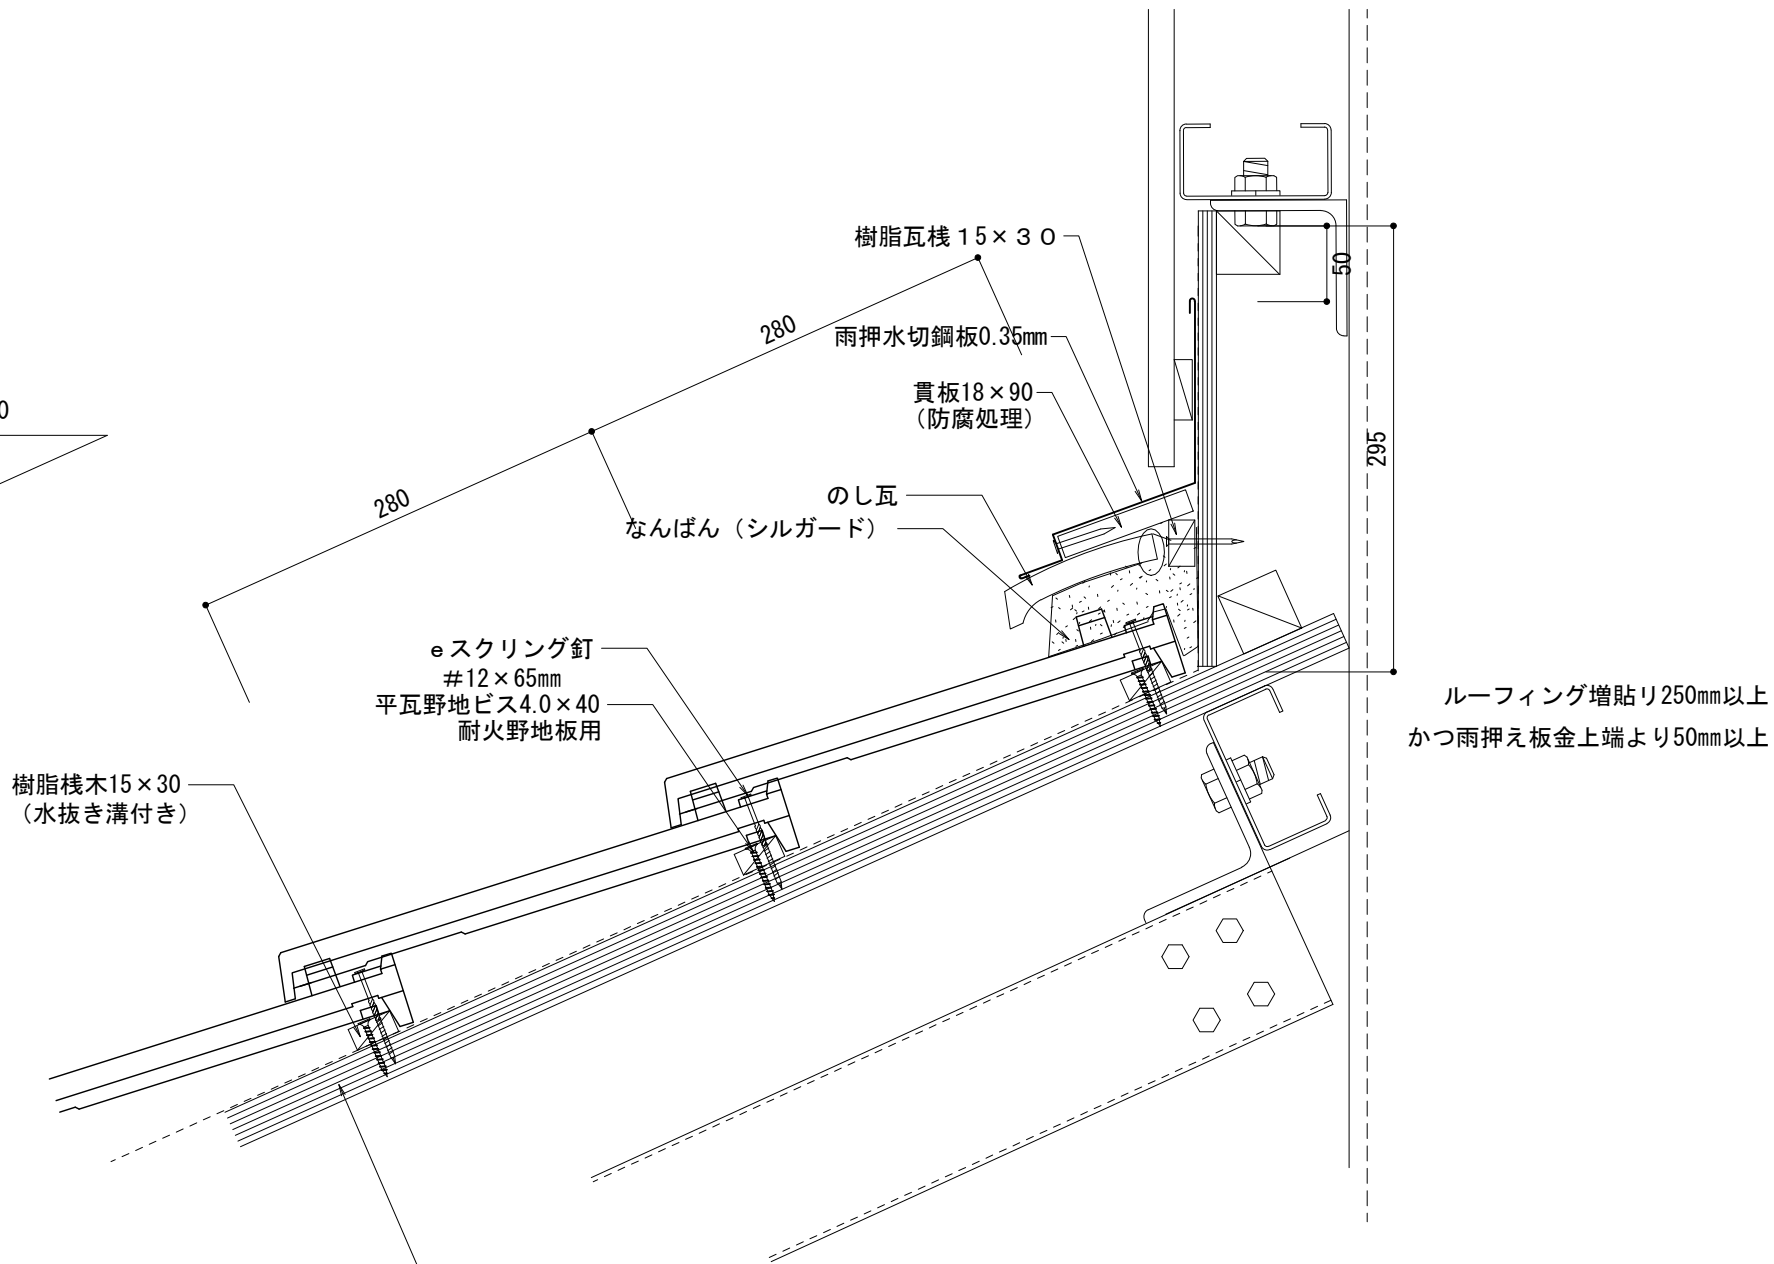 樹脂瓦桟１５×３０
50
280
雨押水切鋼板0.35mm
貫板18×90
（防腐処理）
295
280
のし瓦
なんばん（シルガード）
eスクリング釘
#12×65mm
平瓦野地ビス4.0×40
耐火野地板用
ルーフィング増貼リ250mm以上
かつ雨押え板金上端より50mm以上
樹脂桟木15×30
（水抜き溝付き）